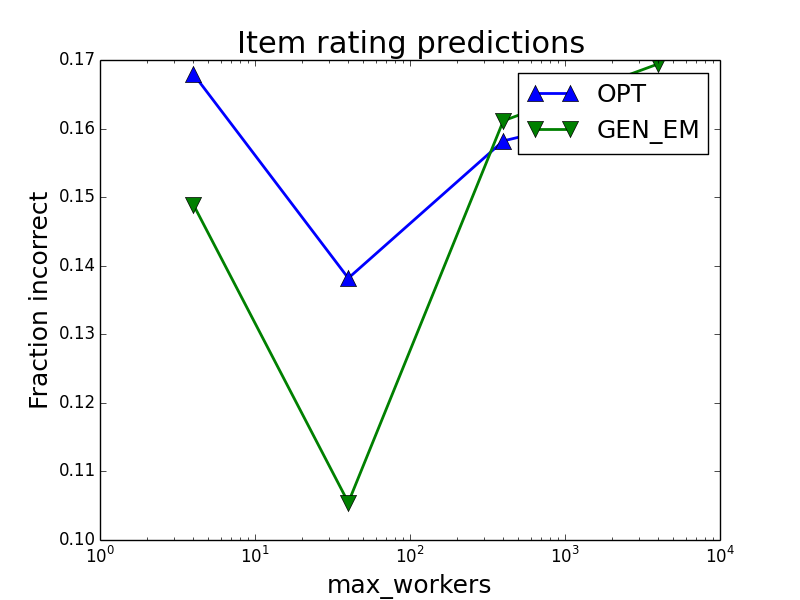 Item rating predictions
0.17
0.16
0.15
0.14
0.13
0.12
0.11
0.10
Fraction incorrect
OPT
GEN_EM
10^0 10^1 10^2 10^3 10^4
max_workers